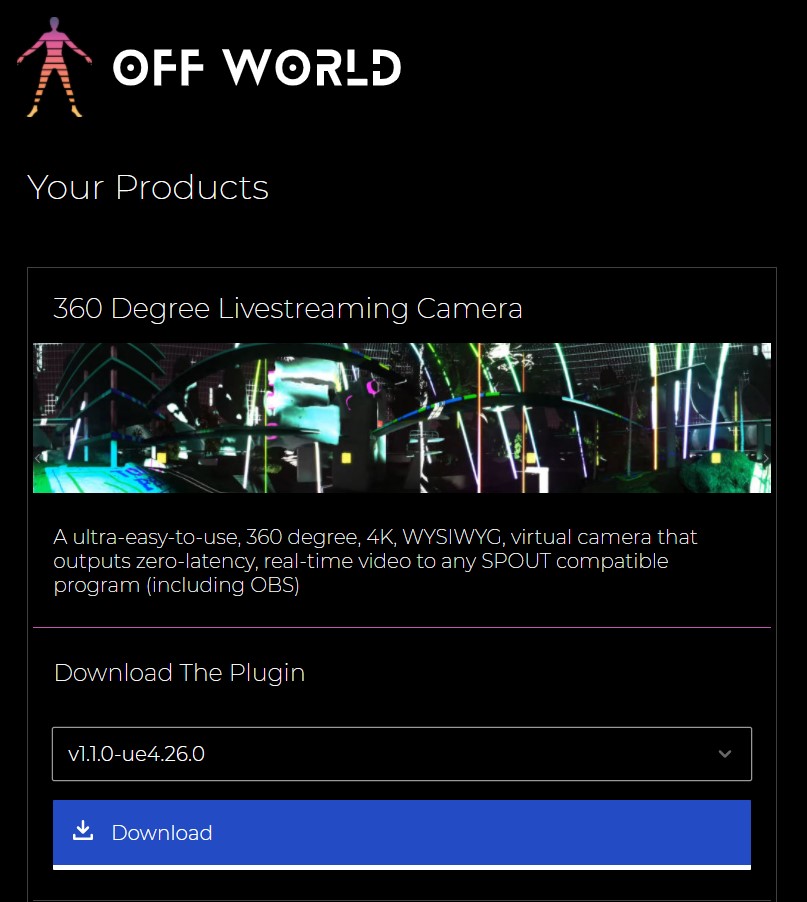 OFF WORLD
Your Products
360 Degree Livestreaming Camera
A ultra-easy-to-use, 360 degree, 4K, WYSIWYG, virtual camera that
outputs zero-latency, real-time video to any SPOUT compatible
program (including OBS)
Download The Plugin
v1.1.0-ue4.26.0
Download